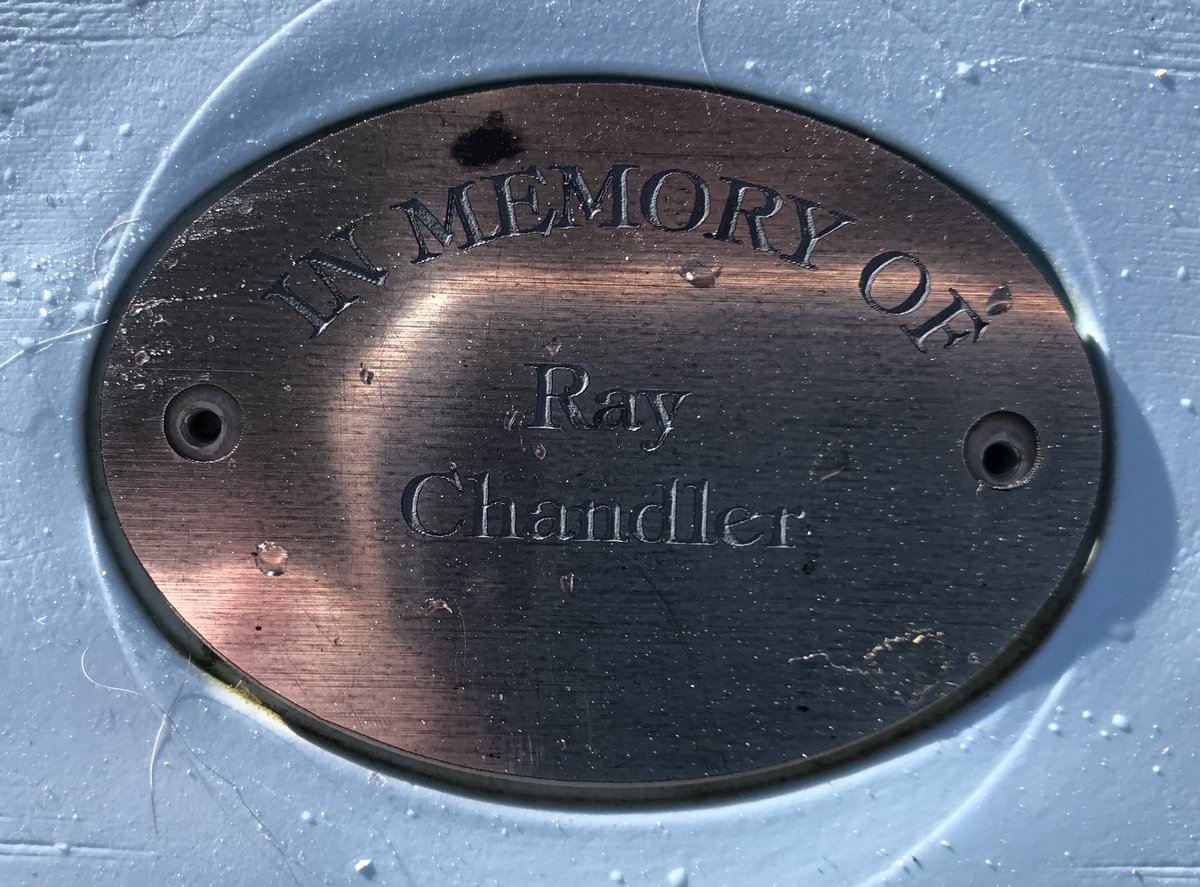 IN MEMORY OF
Ray
Chandler